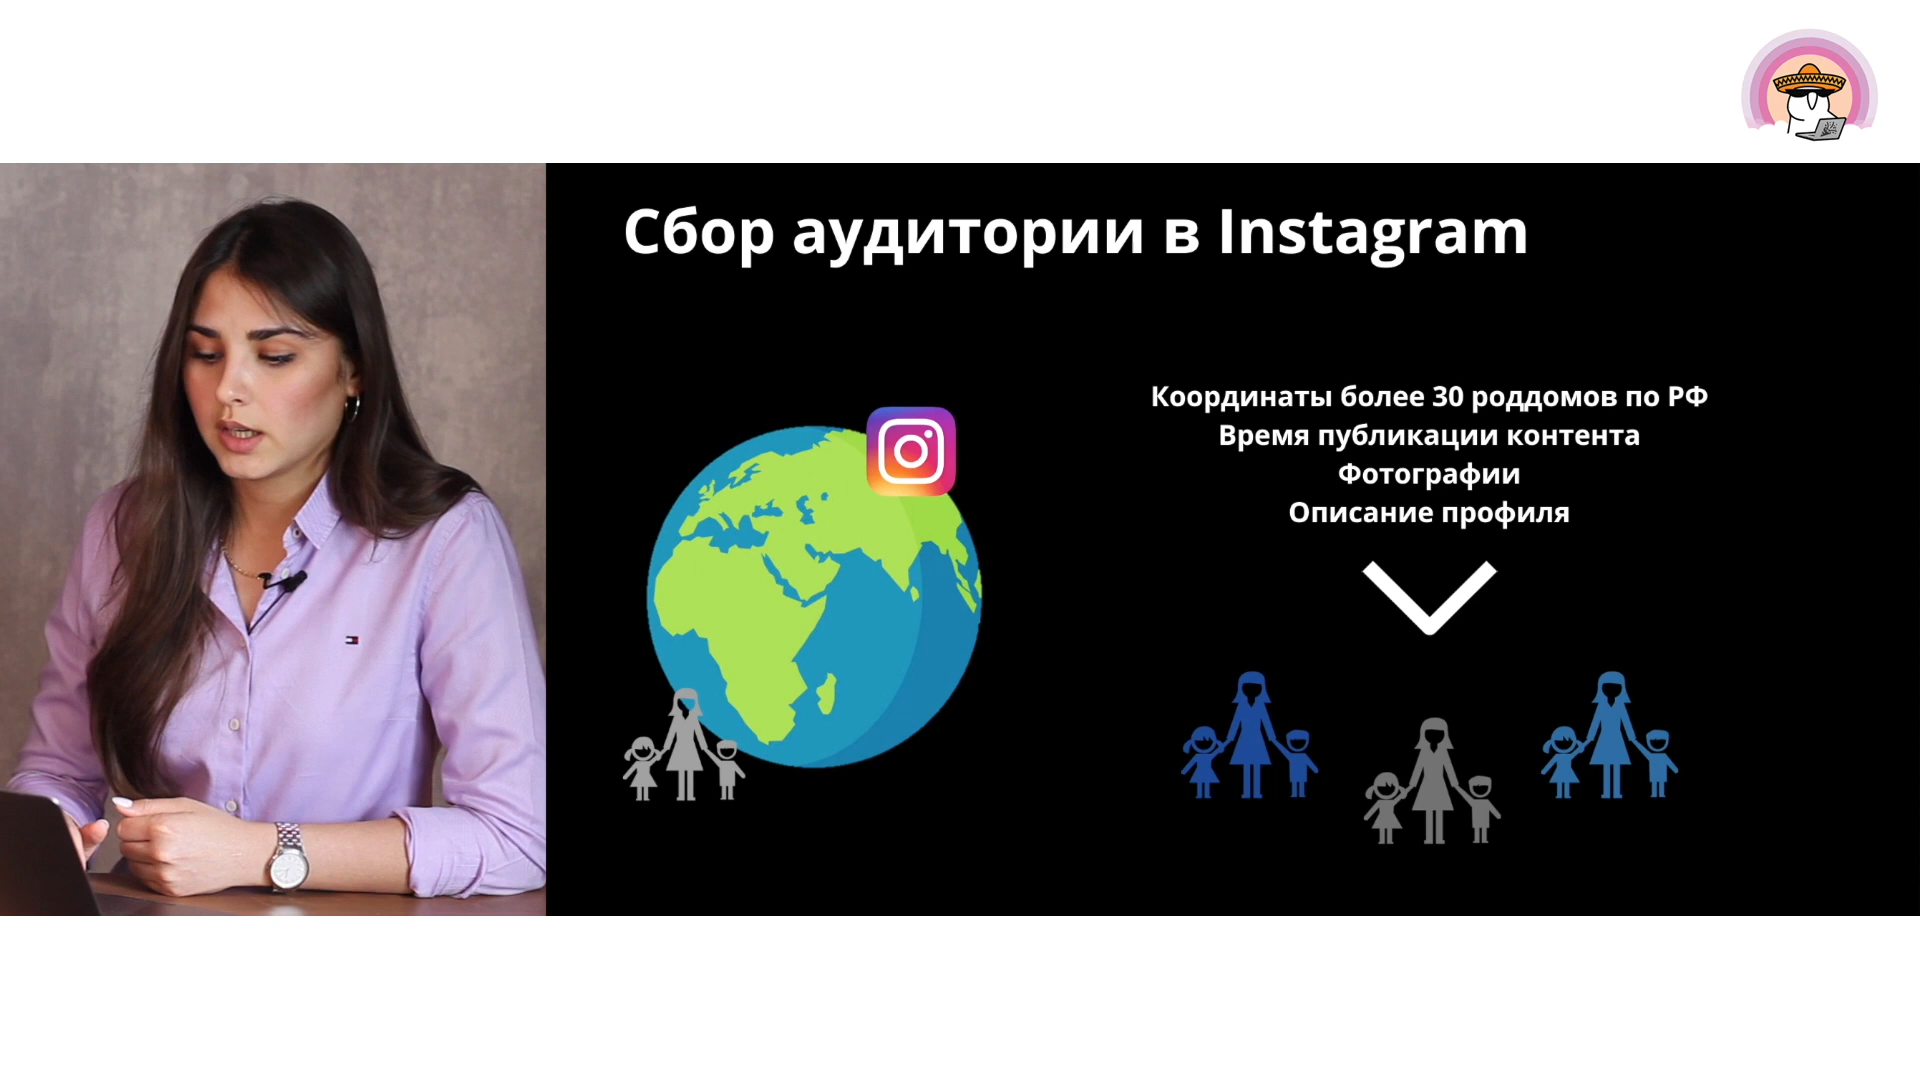 Сбор аудитории в Instagram
Координаты более 30 роддомов по РФ
Время публикации контента
Фотографии
Описание профиля